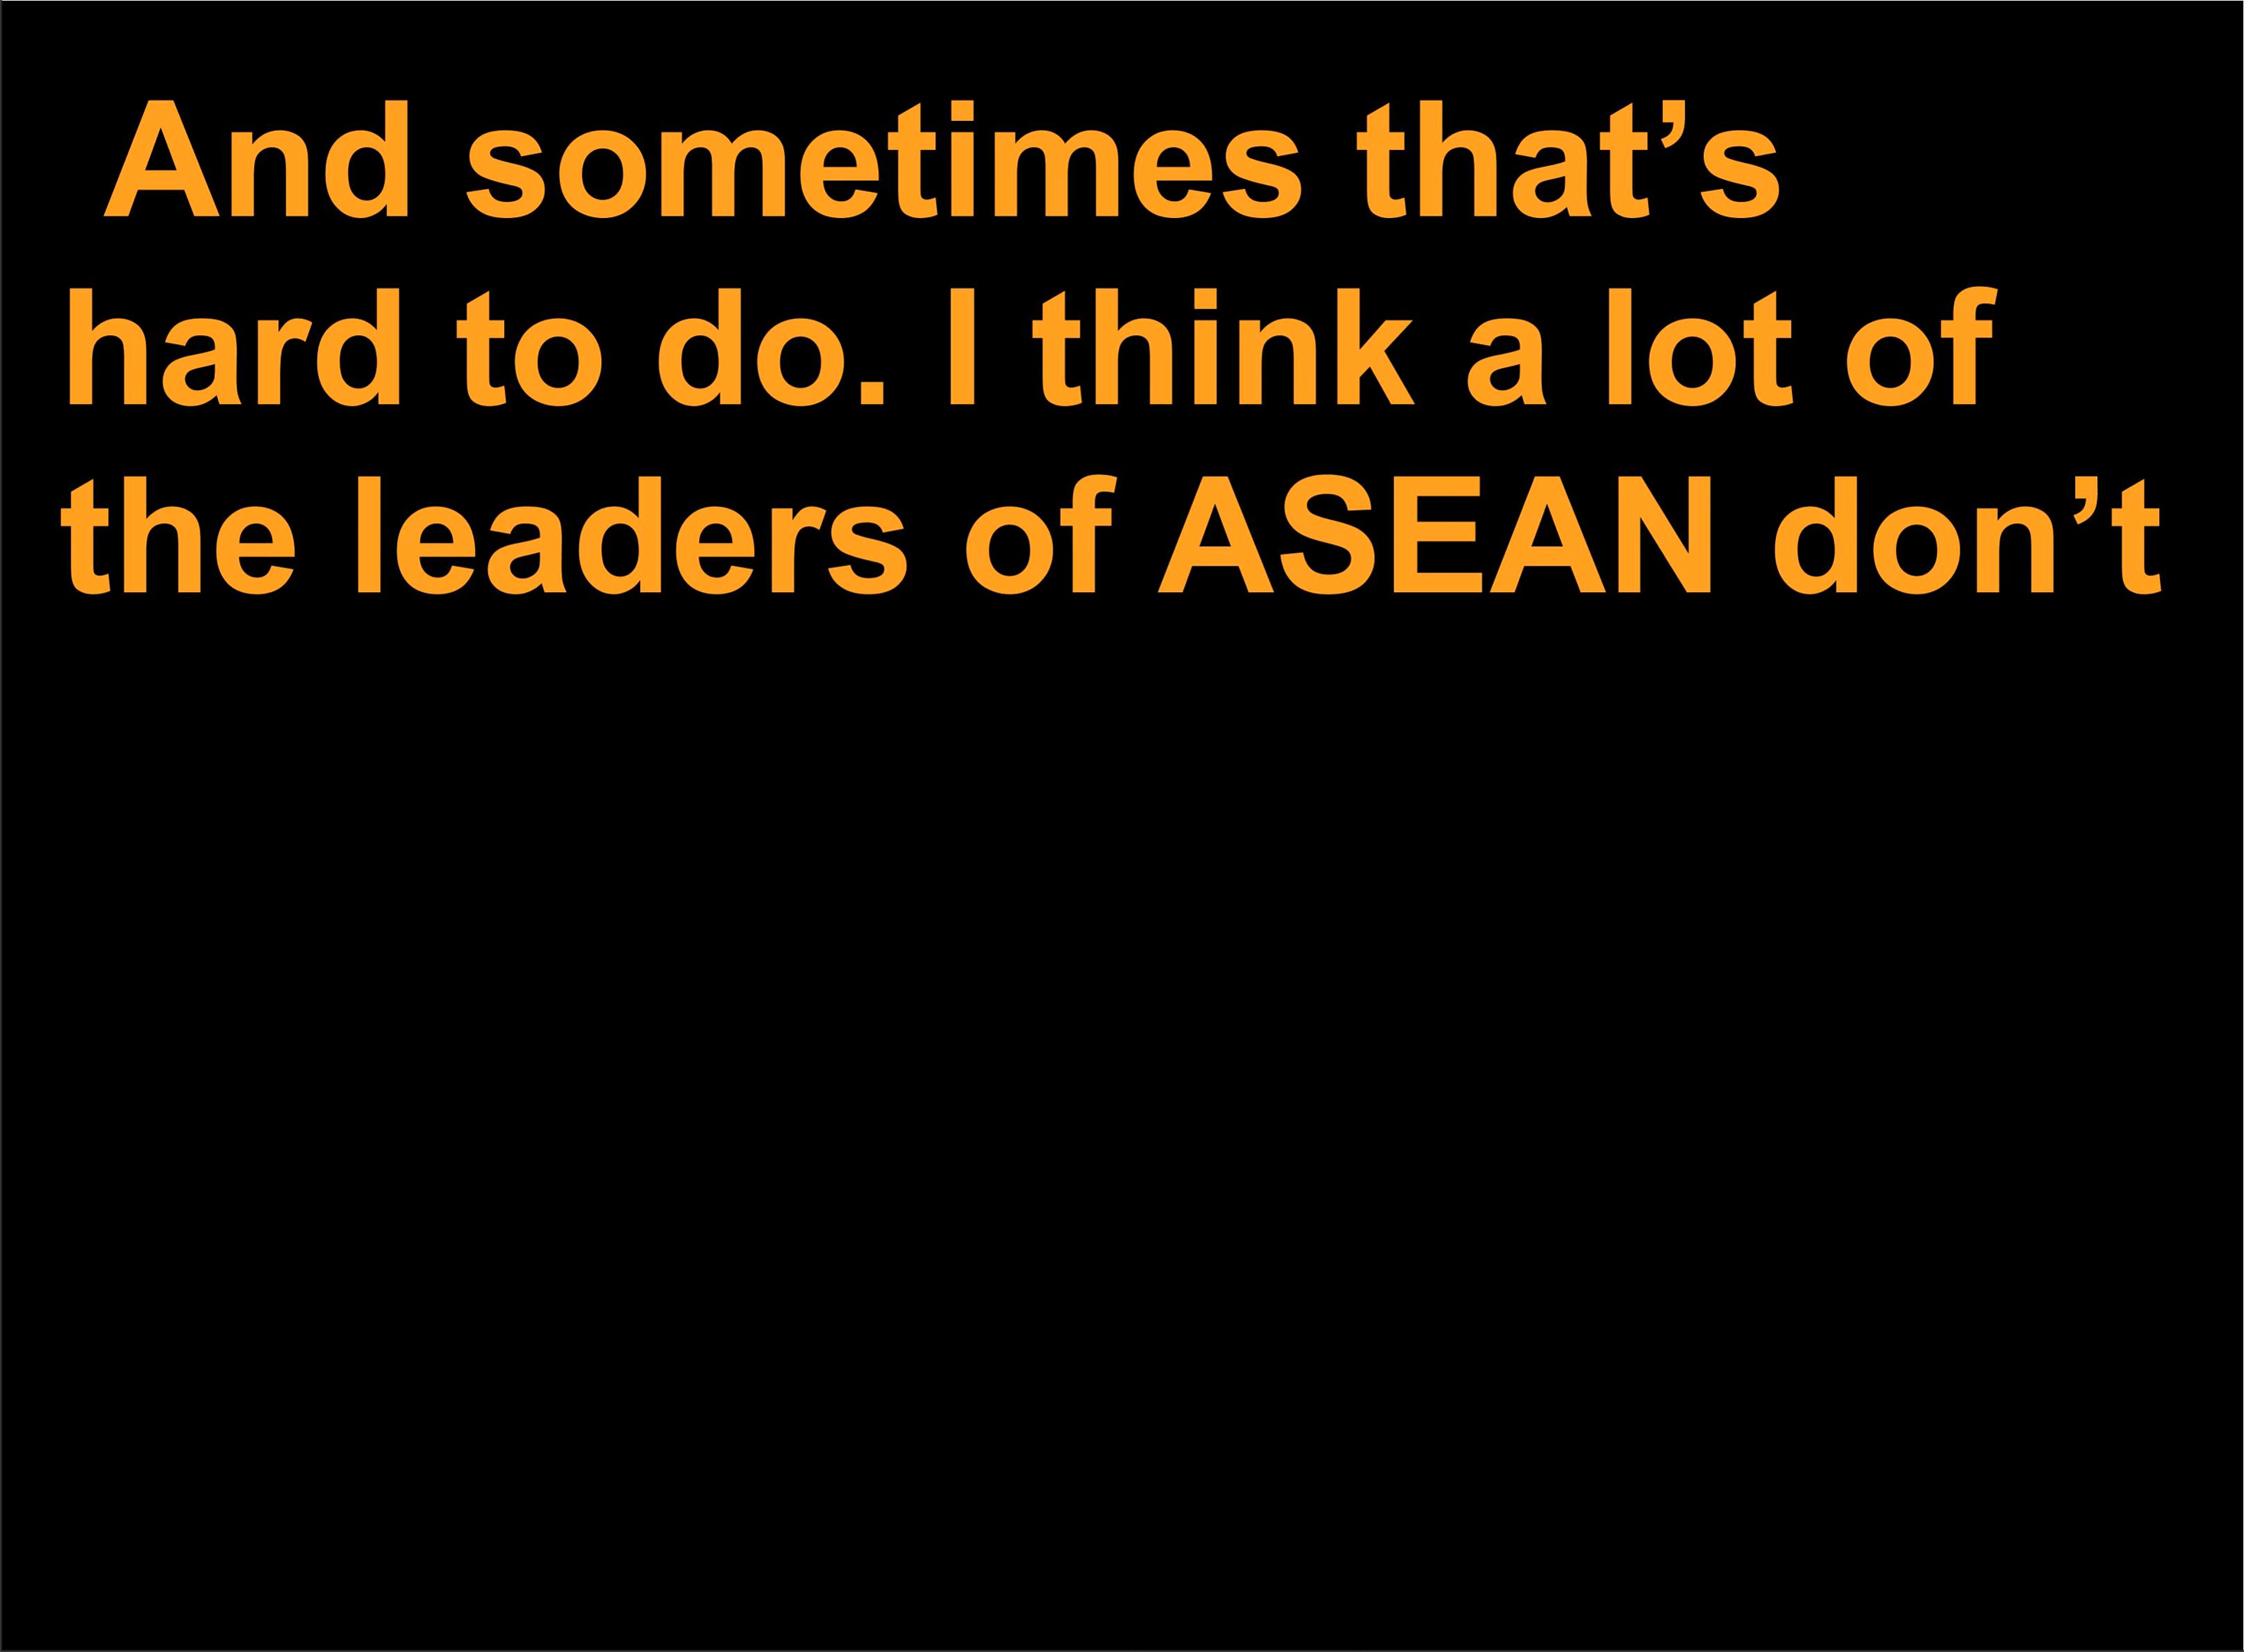 And sometimes that’s
hard to do. I think a lot of
the leaders of ASEAN don’t